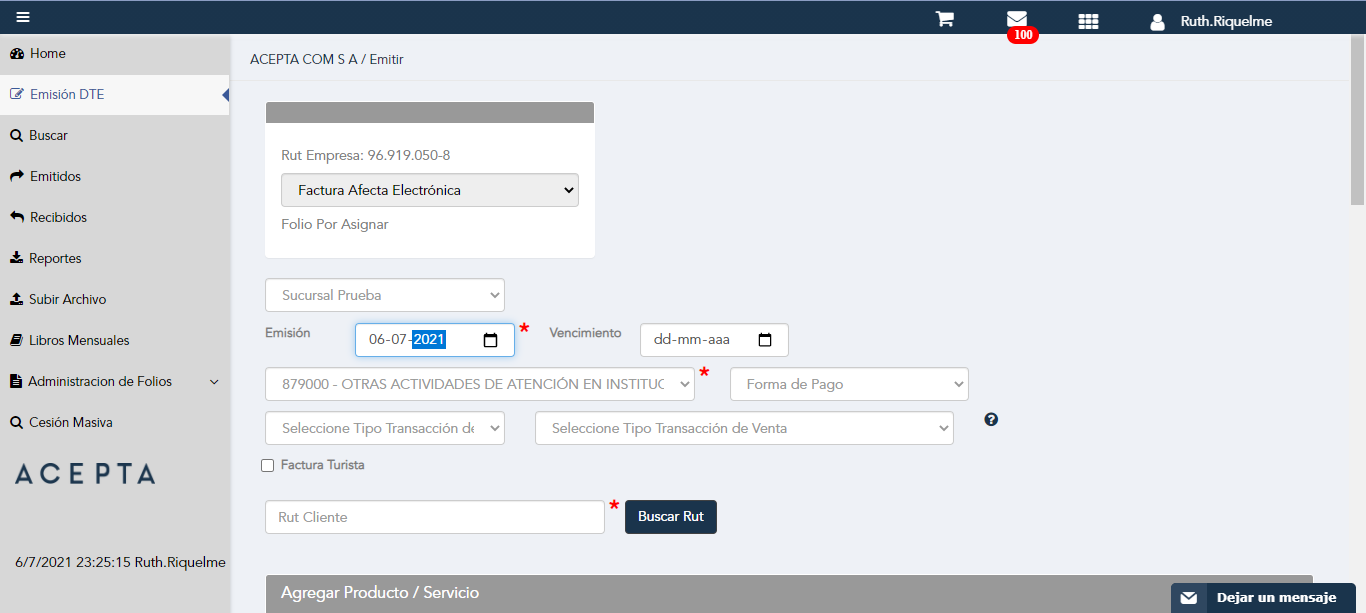 Ruth.Riquelme
100
Home
Emisión DTE
Buscar
Emitidos
Recibidos
Reportes
Subir Archivo
Libros Mensuales
Administracion de Folios
Cesión Masiva
ACEPTA
6/7/2021 23:25:15 Ruth.Riquelme
ACEPTA COM S A / Emitir
Rut Empresa: 96.919.050-8
Factura Afecta Electrónica
Folio Por Asignar
Sucursal Prueba
Emisión 06-07-2021 * Vencimiento dd-mm-aaa
879000 - OTRAS ACTIVIDADES DE ATENCIÓN EN INSTITUC * Forma de Pago
Seleccione Tipo Transacción de Seleccione Tipo Transacción de Venta ?
Factura Turista
Rut Cliente * Buscar Rut
Agregar Producto / Servicio
Dejar un mensaje